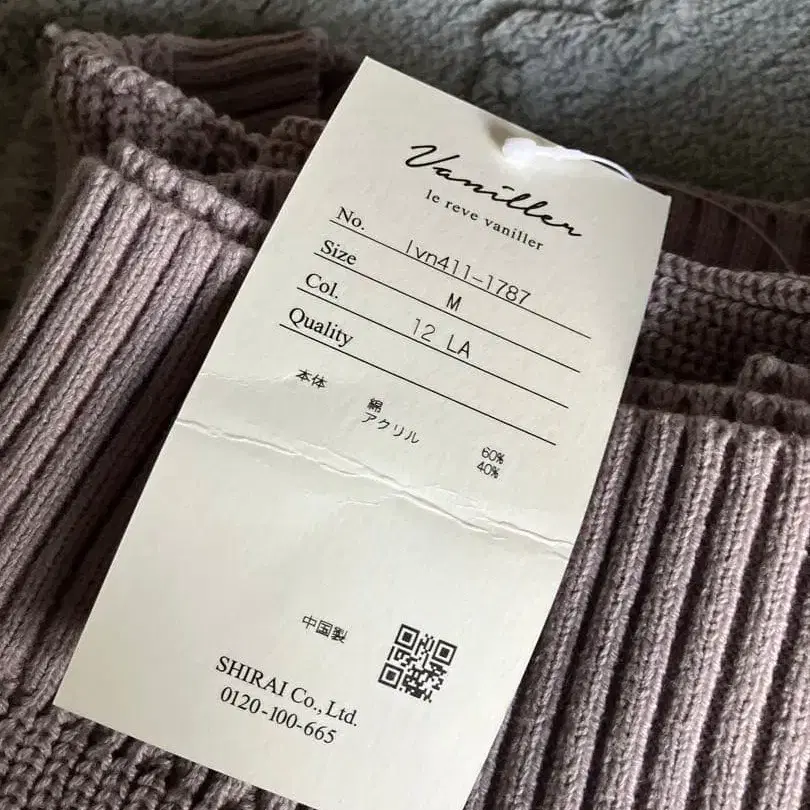 Vaniller
le reve vaniller
No. lvn411-1787
Size M
Col. 12 LA
Quality
本体 綿 60%
アクリル 40%
中国製
SHIRAI Co., Ltd.
0120-100-665